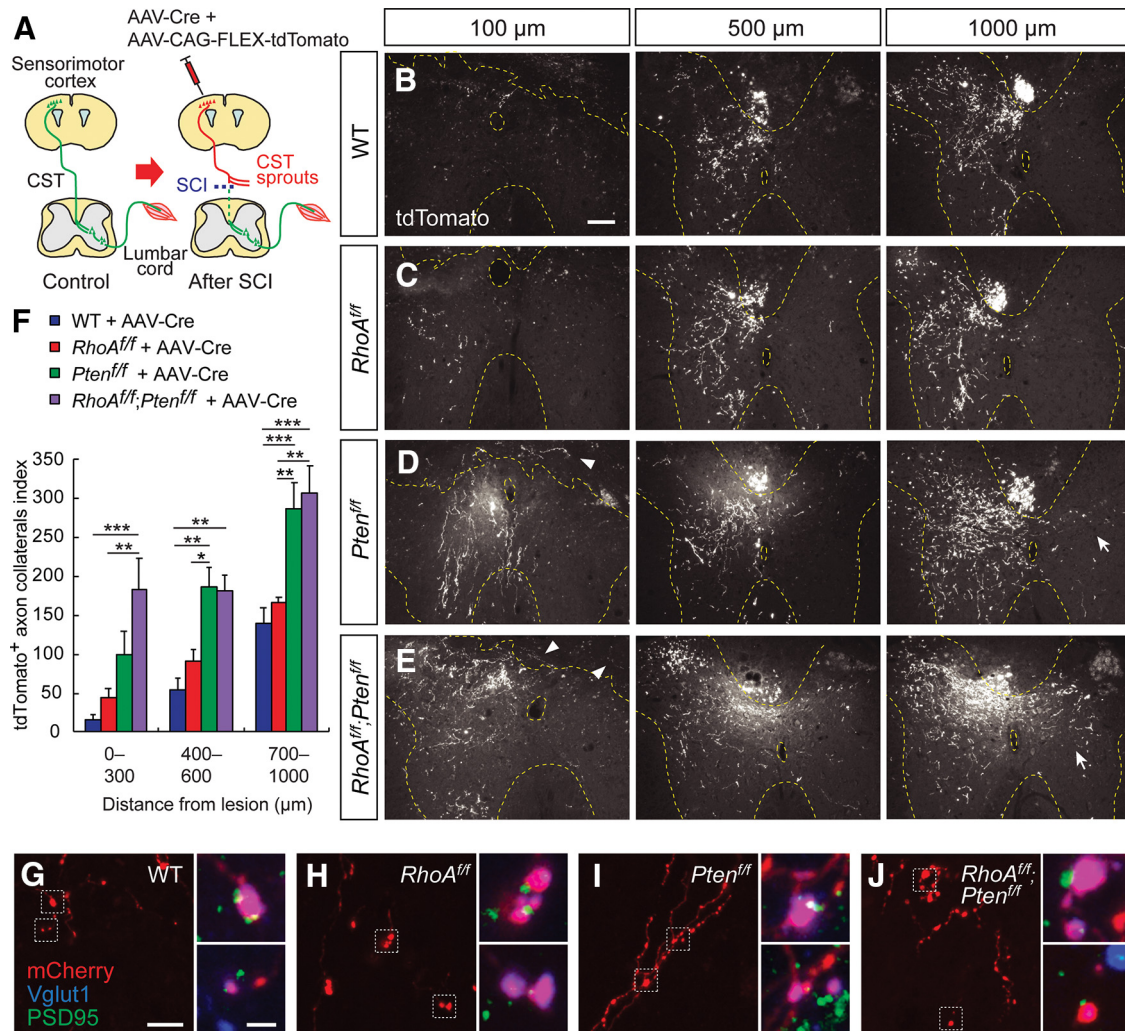 A
AAV-Cre +
AAV-CAG-FLEX-tdTomato
Sensorimotor
cortex
CST
CST
sprouts
SCI
Lumbar
cord
Control
After SCI
100 µm
500 µm
1000 µm
WT
B
tdTomato
RhoAf/f
C
Ptenf/f
D
RhoAf/f;Ptenf/f
E
F
WT + AAV-Cre
RhoAf/f + AAV-Cre
Ptenf/f + AAV-Cre
RhoAf/f;Ptenf/f + AAV-Cre
tdTomato+ axon collaterals index
350
300
250
200
150
100
50
0
***
**
**
**
*
***
***
**
**
0–
300
400–
600
700–
1000
Distance from lesion (µm)
G
WT
mCherry
Vglut1
PSD95
H
RhoAf/f
I
Ptenf/f
J
RhoAf/f;
Ptenf/f